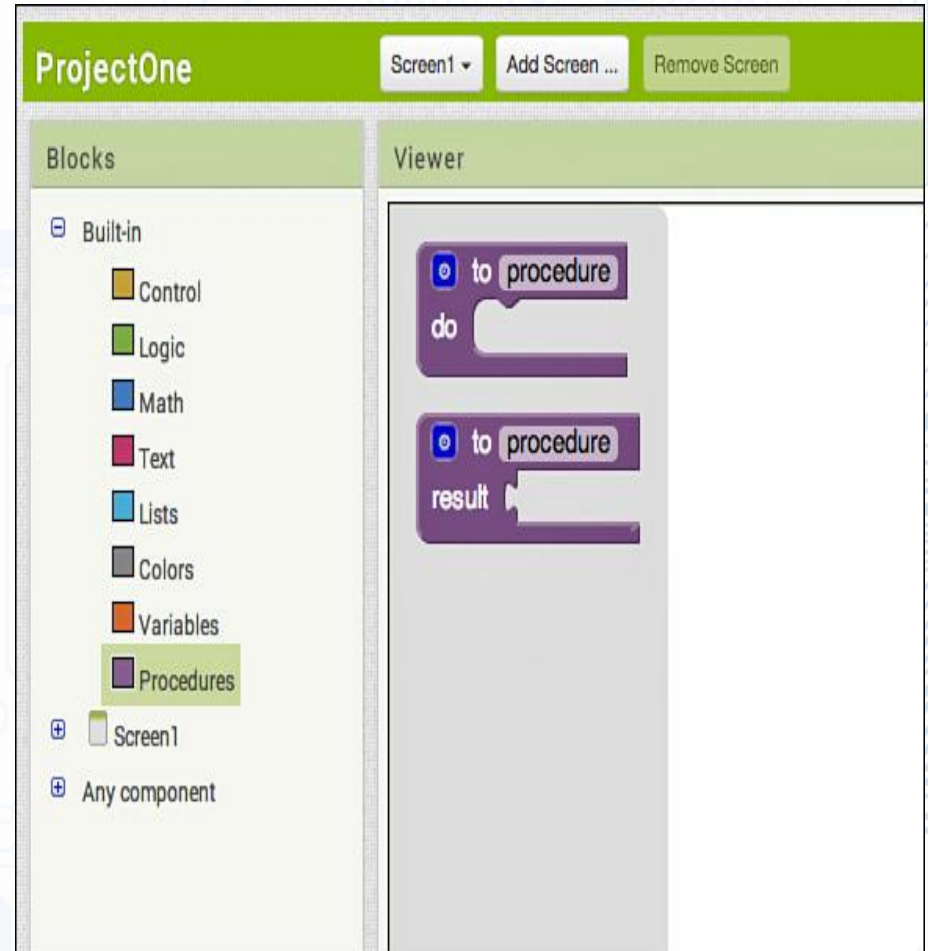 ProjectOne
Screen1
Add Screen ...
Remove Screen
Blocks
Viewer
Built-in
Control
Logic
Math
Text
Lists
Colors
Variables
Procedures
Screen1
Any component
to procedure
do
to procedure
result